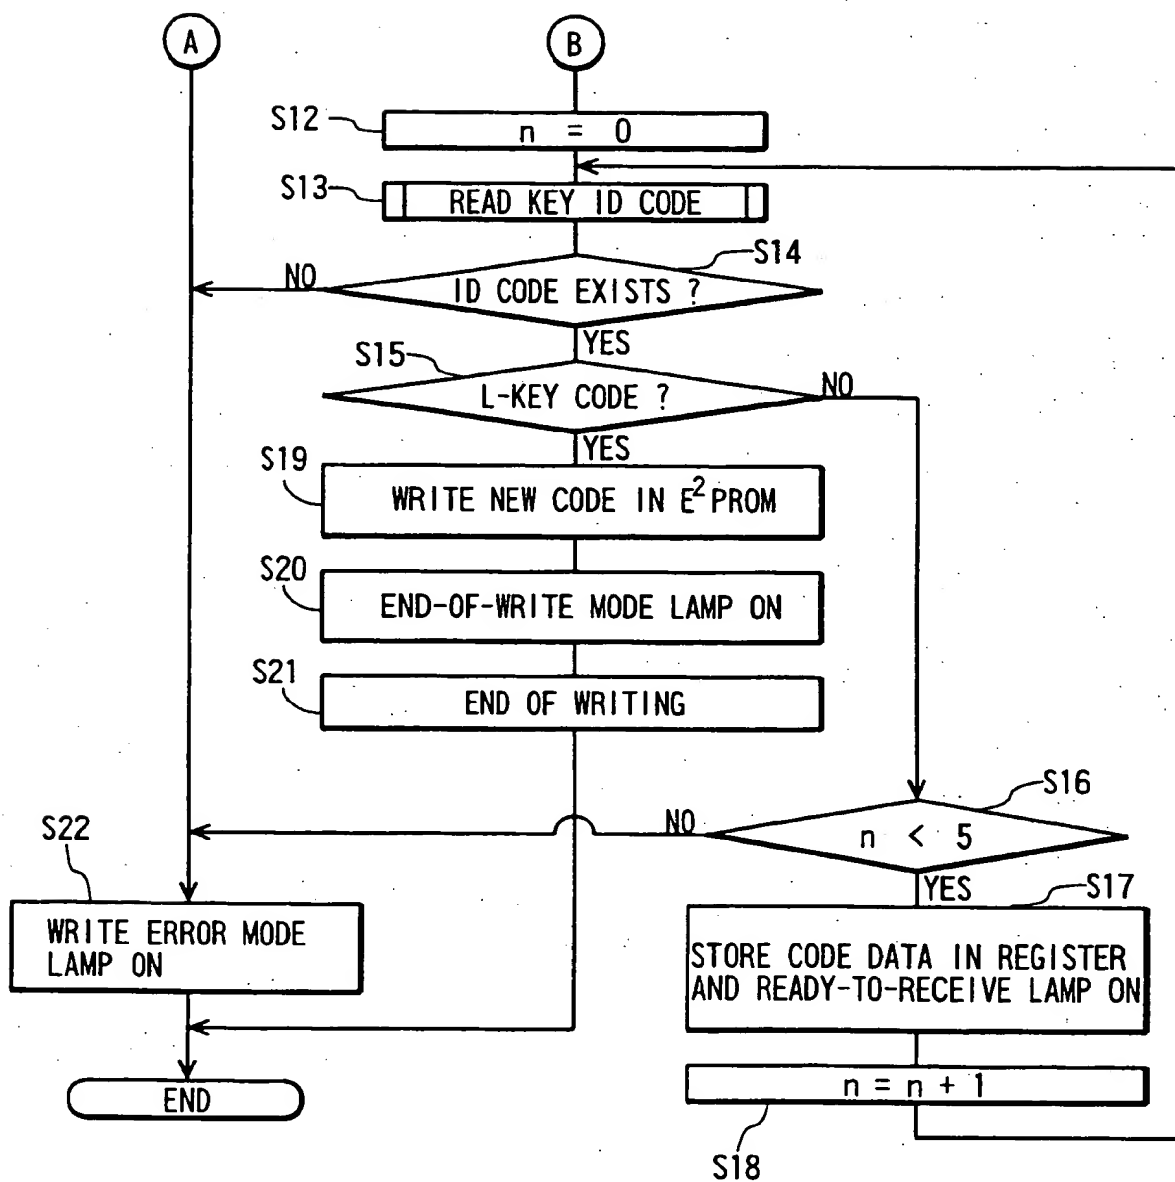 A
B
S12
n = 0
S13
READ KEY ID CODE
S14
NO
ID CODE EXISTS ?
YES
S15
L-KEY CODE ?
NO
YES
S19
WRITE NEW CODE IN E²PROM
S20
END-OF-WRITE MODE LAMP ON
S21
END OF WRITING
S16
NO
n < 5
YES
S22
WRITE ERROR MODE
LAMP ON
S17
STORE CODE DATA IN REGISTER
AND READY-TO-RECEIVE LAMP ON
n = n + 1
END
S18